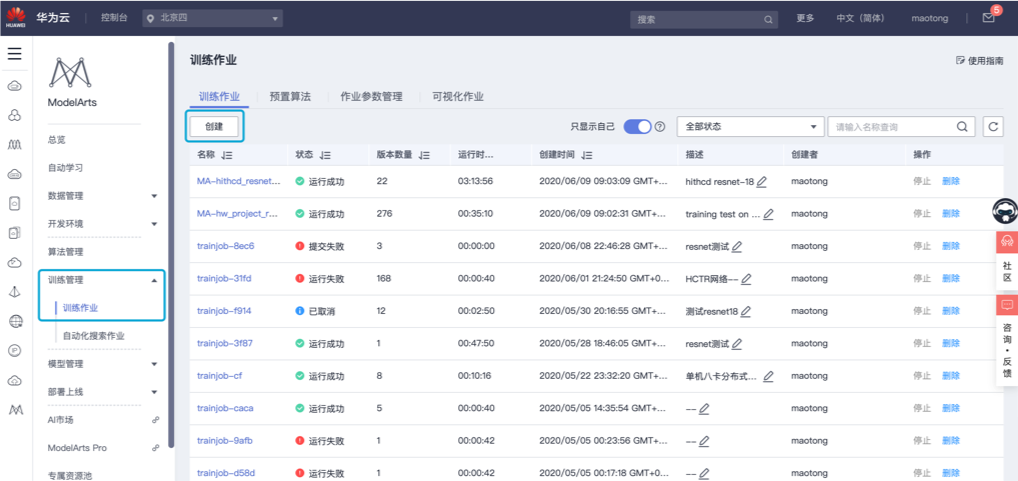 HUAWEI 华为云 控制台 北京四 搜索 更多 中文（简体） maotong 5
ModelArts
总览
自动学习
数据管理
开发环境
算法管理
训练管理
训练作业
自动化搜索作业
模型管理
部署上线
AI市场
ModelArts Pro
专属资源池
训练作业 使用指南
训练作业 预置算法 作业参数管理 可视化作业
创建 只显示自己 全部状态 请输入名称查询
名称 状态 版本数量 运行时... 创建时间 描述 创建者 操作
MA-hithcd_resnet... 运行成功 22 03:13:56 2020/06/09 09:03:09 GMT+... hithcd resnet-18 maotong 停止 删除
MA-hw_project_r... 运行成功 276 00:35:10 2020/06/09 09:02:31 GMT+... training test on ... maotong 停止 删除
trainjob-8ec6 提交失败 3 00:00:00 2020/06/08 22:46:28 GMT+... resnet测试 maotong 停止 删除
trainjob-31fd 运行失败 168 00:00:40 2020/06/01 21:24:50 GMT+0... HCTR网络-- maotong 停止 删除
trainjob-f914 已取消 12 00:02:50 2020/05/30 20:16:55 GMT+... 测试resnet18 maotong 停止 删除
trainjob-3f87 运行成功 1 00:47:50 2020/05/28 18:46:05 GMT+... resnet测试 maotong 停止 删除
trainjob-cf 运行成功 8 00:10:16 2020/05/22 23:32:20 GMT+... 单机八卡分布式... maotong 停止 删除
trainjob-caca 运行成功 5 00:00:40 2020/05/05 14:35:54 GMT+... -- maotong 停止 删除
trainjob-9afb 运行失败 1 00:00:42 2020/05/05 00:23:56 GMT+... -- maotong 停止 删除
trainjob-d58d 运行失败 1 00:00:42 2020/05/05 00:17:18 GMT+0... -- maotong 停止 删除
社区
咨询·反馈